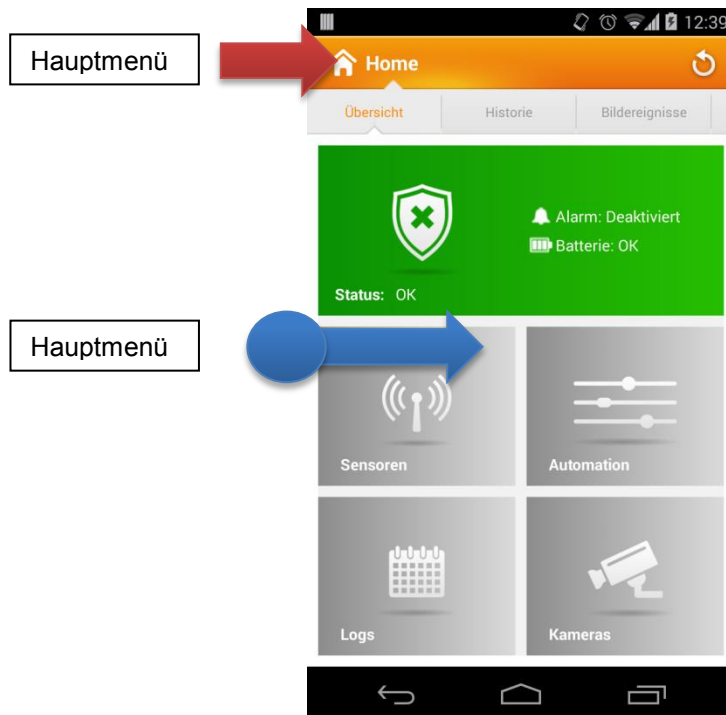 12:39
Hauptmenü
Home
Übersicht Historie Bildereignisse
Alarm: Deaktiviert
Batterie: OK
Status: OK
Hauptmenü
Sensoren Automation
Logs Kameras